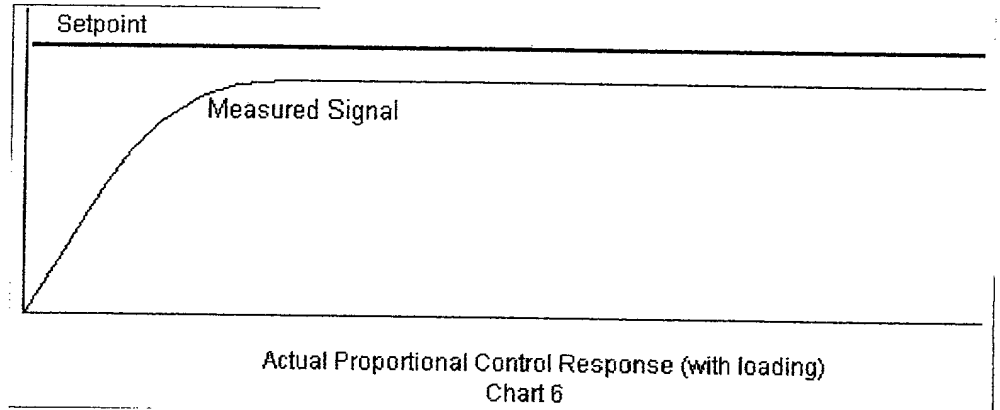 Setpoint
Measured Signal
Actual Proportional Control Response (with loading)
Chart 6